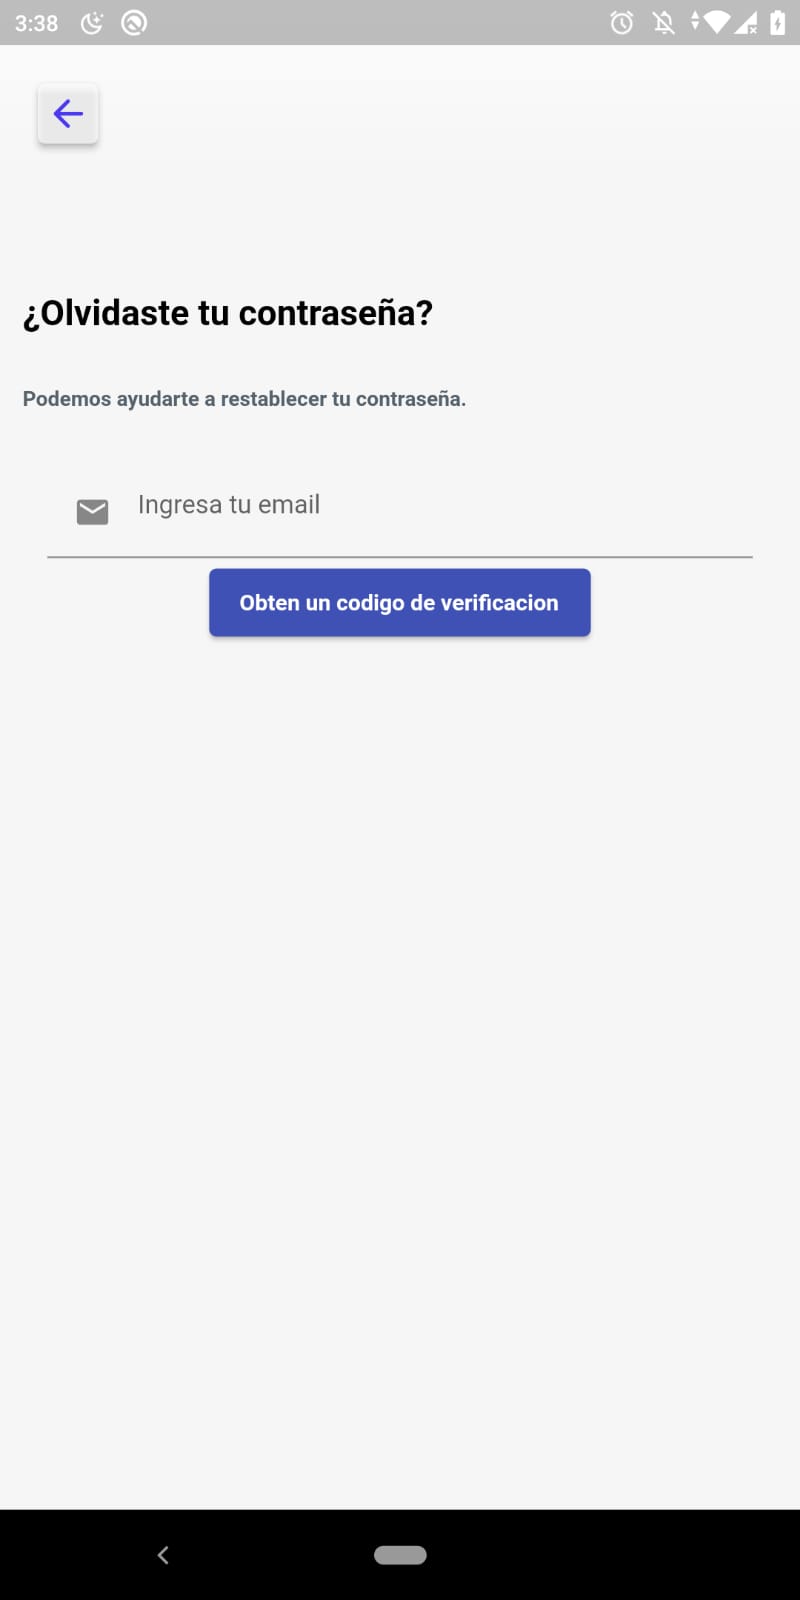 3:38
¿Olvidaste tu contraseña?
Podemos ayudarte a restablecer tu contraseña.
Ingresa tu email
Obten un codigo de verificacion